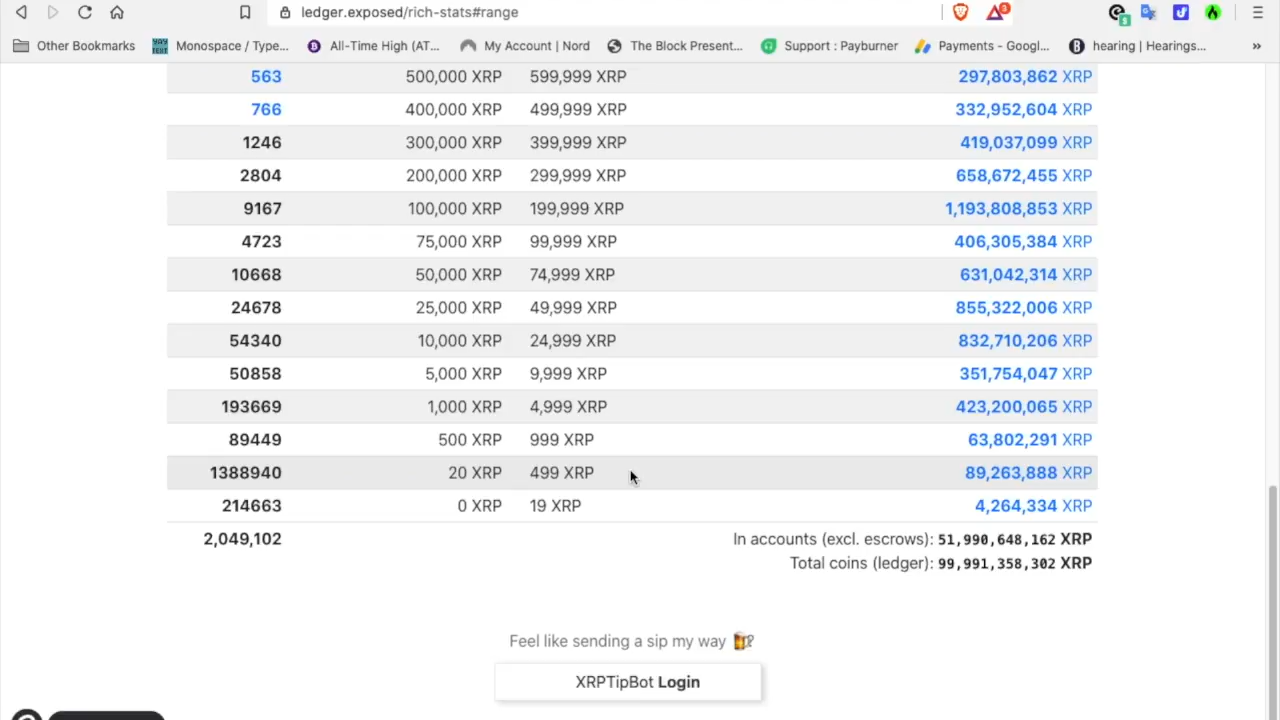 ledger.exposed/rich-stats#range 3
Other Bookmarks Monospace / Type... All-Time High (AT... My Account | Nord The Block Present... Support : Payburner Payments - Googl... hearing | Hearings... »
563 500,000 XRP 599,999 XRP 297,803,862 XRP
766 400,000 XRP 499,999 XRP 332,952,604 XRP
1246 300,000 XRP 399,999 XRP 419,037,099 XRP
2804 200,000 XRP 299,999 XRP 658,672,455 XRP
9167 100,000 XRP 199,999 XRP 1,193,808,853 XRP
4723 75,000 XRP 99,999 XRP 406,305,384 XRP
10668 50,000 XRP 74,999 XRP 631,042,314 XRP
24678 25,000 XRP 49,999 XRP 855,322,006 XRP
54340 10,000 XRP 24,999 XRP 832,710,206 XRP
50858 5,000 XRP 9,999 XRP 351,754,047 XRP
193669 1,000 XRP 4,999 XRP 423,200,065 XRP
89449 500 XRP 999 XRP 63,802,291 XRP
1388940 20 XRP 499 XRP 89,263,888 XRP
214663 0 XRP 19 XRP 4,264,334 XRP
2,049,102 In accounts (excl. escrows): 51,990,648,162 XRP
Total coins (ledger): 99,991,358,302 XRP
Feel like sending a sip my way 🍻?
XRPTipBot Login